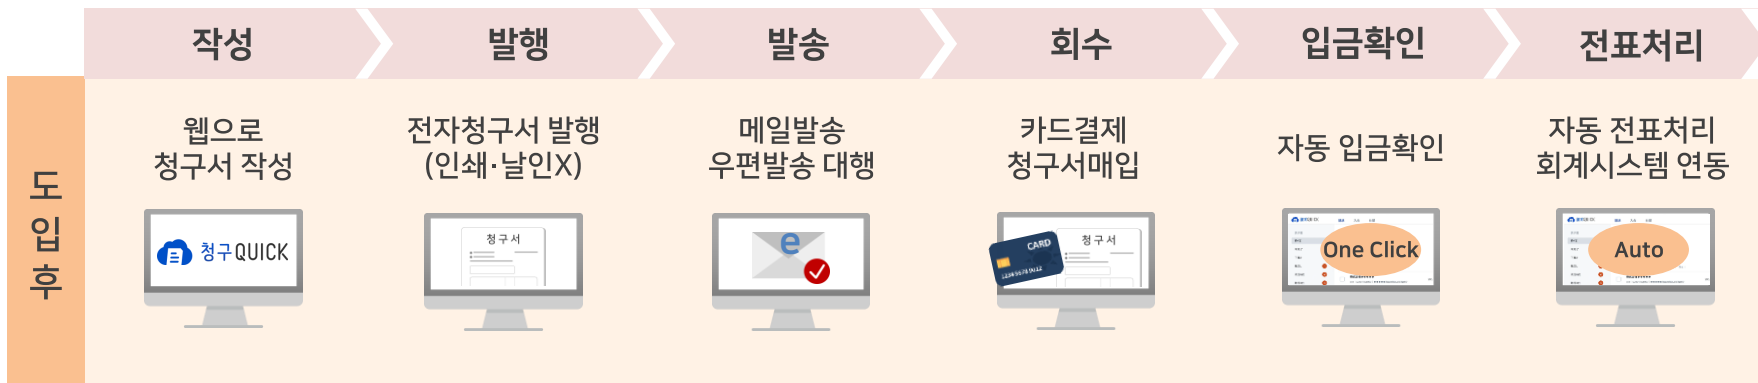 작성
발행
발송
회수
입금확인
전표처리
도
입
후
웹으로
청구서 작성
전자청구서 발행
(인쇄·날인X)
메일발송
우편발송 대행
카드결제
청구서매입
자동 입금확인
자동 전표처리
회계시스템 연동
청구QUICK
청구서
e
CARD
1234 5678 9012
청구서
One Click
Auto